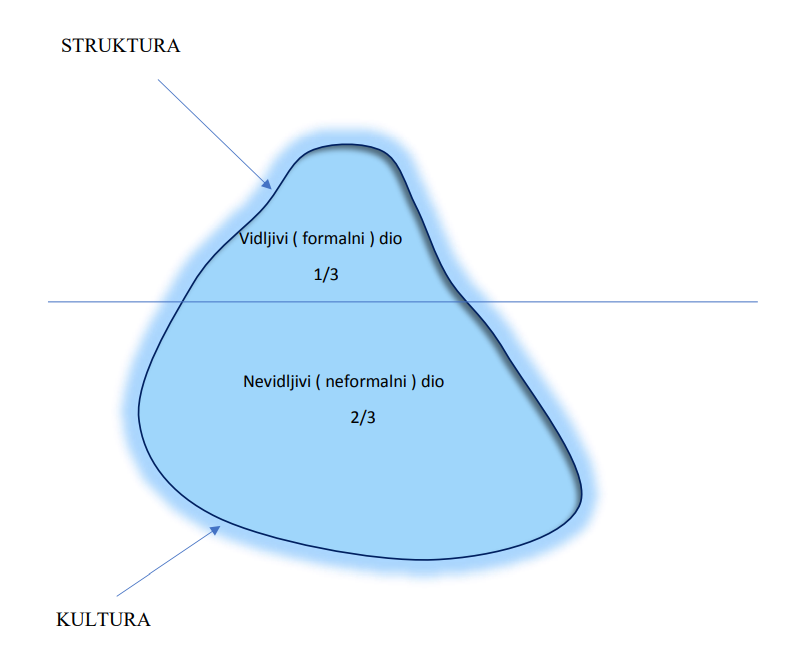 STRUKTURA
Vidljivi ( formalni ) dio
1/3
Nevidljivi ( neformalni ) dio
2/3
KULTURA